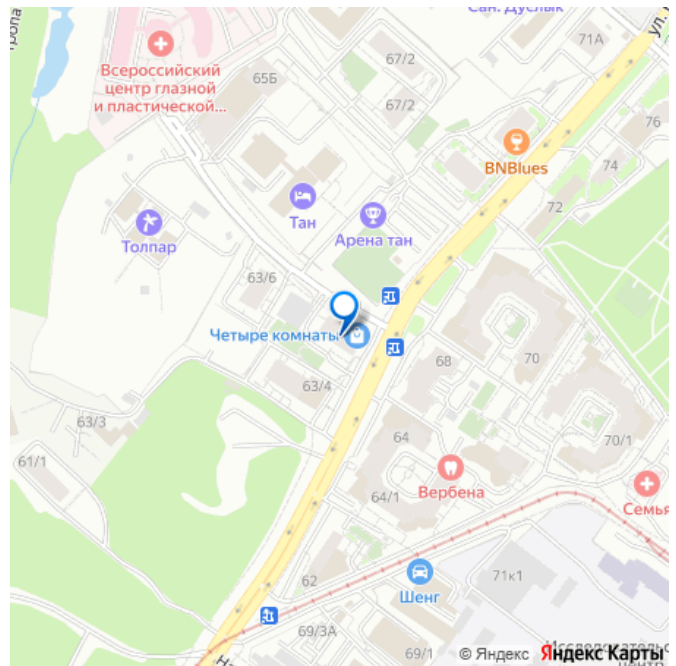 Сан. Дуслык
71А
ул.
67/2
Всероссийский
центр глазной
и пластической...
65Б
67/2
76
BNBlues
74
Тан
72
Арена тан
Толпар
63/6
Четыре комнаты
68
70
63/4
63/3
64
70/1
61/1
64/1
Вербена
Семья
62
Шенг
71к1
69/3А
69/1
© Яндекс
Яндекс Карты